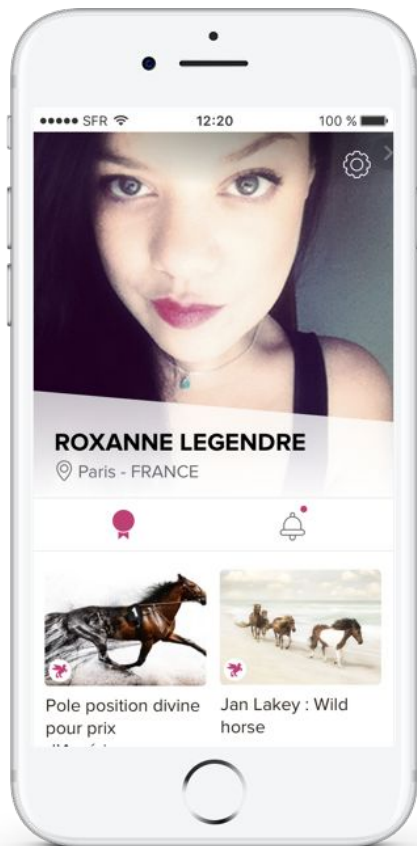 SFR 12:20 100 %
ROXANNE LEGENDRE
Paris - FRANCE
Pole position divine
pour prix
Jan Lakey : Wild
horse